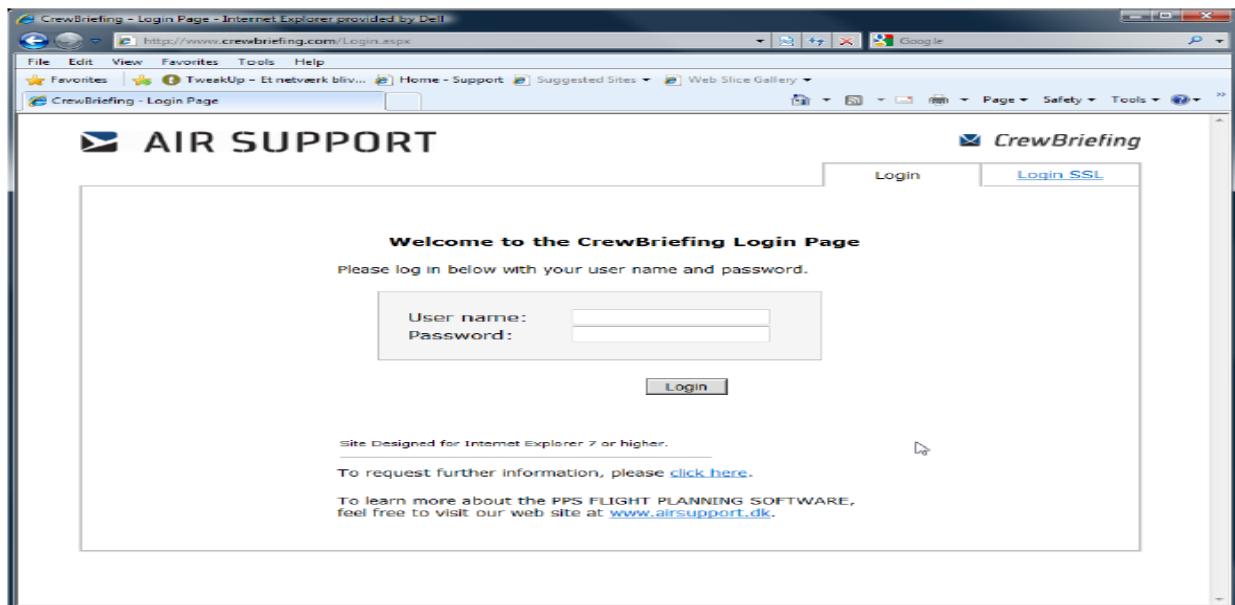 CrewBriefing - Login Page - Internet Explorer provided by Dell
http://www.crewbriefing.com/Login.aspx
Google
File Edit View Favorites Tools Help
Favorites TweakUp - Et netværk bliv... Home - Support Suggested Sites Web Slice Gallery
CrewBriefing - Login Page
Page Safety Tools
AIR SUPPORT
CrewBriefing
Login
Login SSL
Welcome to the CrewBriefing Login Page
Please log in below with your user name and password.
User name:
Password:
Login
Site Designed for Internet Explorer 7 or higher.
To request further information, please click here.
To learn more about the PPS FLIGHT PLANNING SOFTWARE,
feel free to visit our web site at www.airsupport.dk.